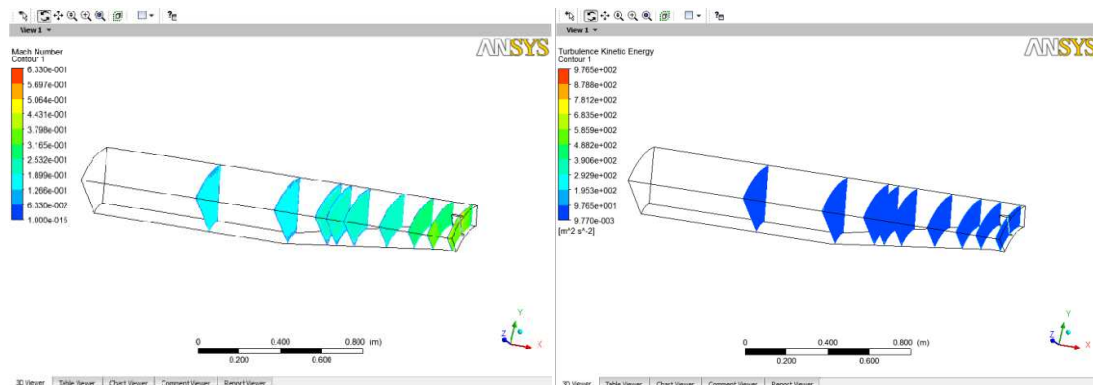 View 1
ANSYS
Mach Number
Contour 1
6.330e-001
5.697e-001
5.064e-001
4.431e-001
3.798e-001
3.165e-001
2.532e-001
1.899e-001
1.266e-001
6.330e-002
1.000e-015
0 0.400 0.800 (m)
0.200 0.600
Y
Z X
3D Viewer Table Viewer Chart Viewer Comment Viewer Report Viewer
View 1
ANSYS
Turbulence Kinetic Energy
Contour 1
9.765e+002
8.788e+002
7.812e+002
6.835e+002
5.859e+002
4.882e+002
3.906e+002
2.929e+002
1.953e+002
9.765e+001
9.770e-003
[m^2 s^-2]
0 0.400 0.800 (m)
0.200 0.600
Y
Z X
3D Viewer Table Viewer Chart Viewer Comment Viewer Report Viewer